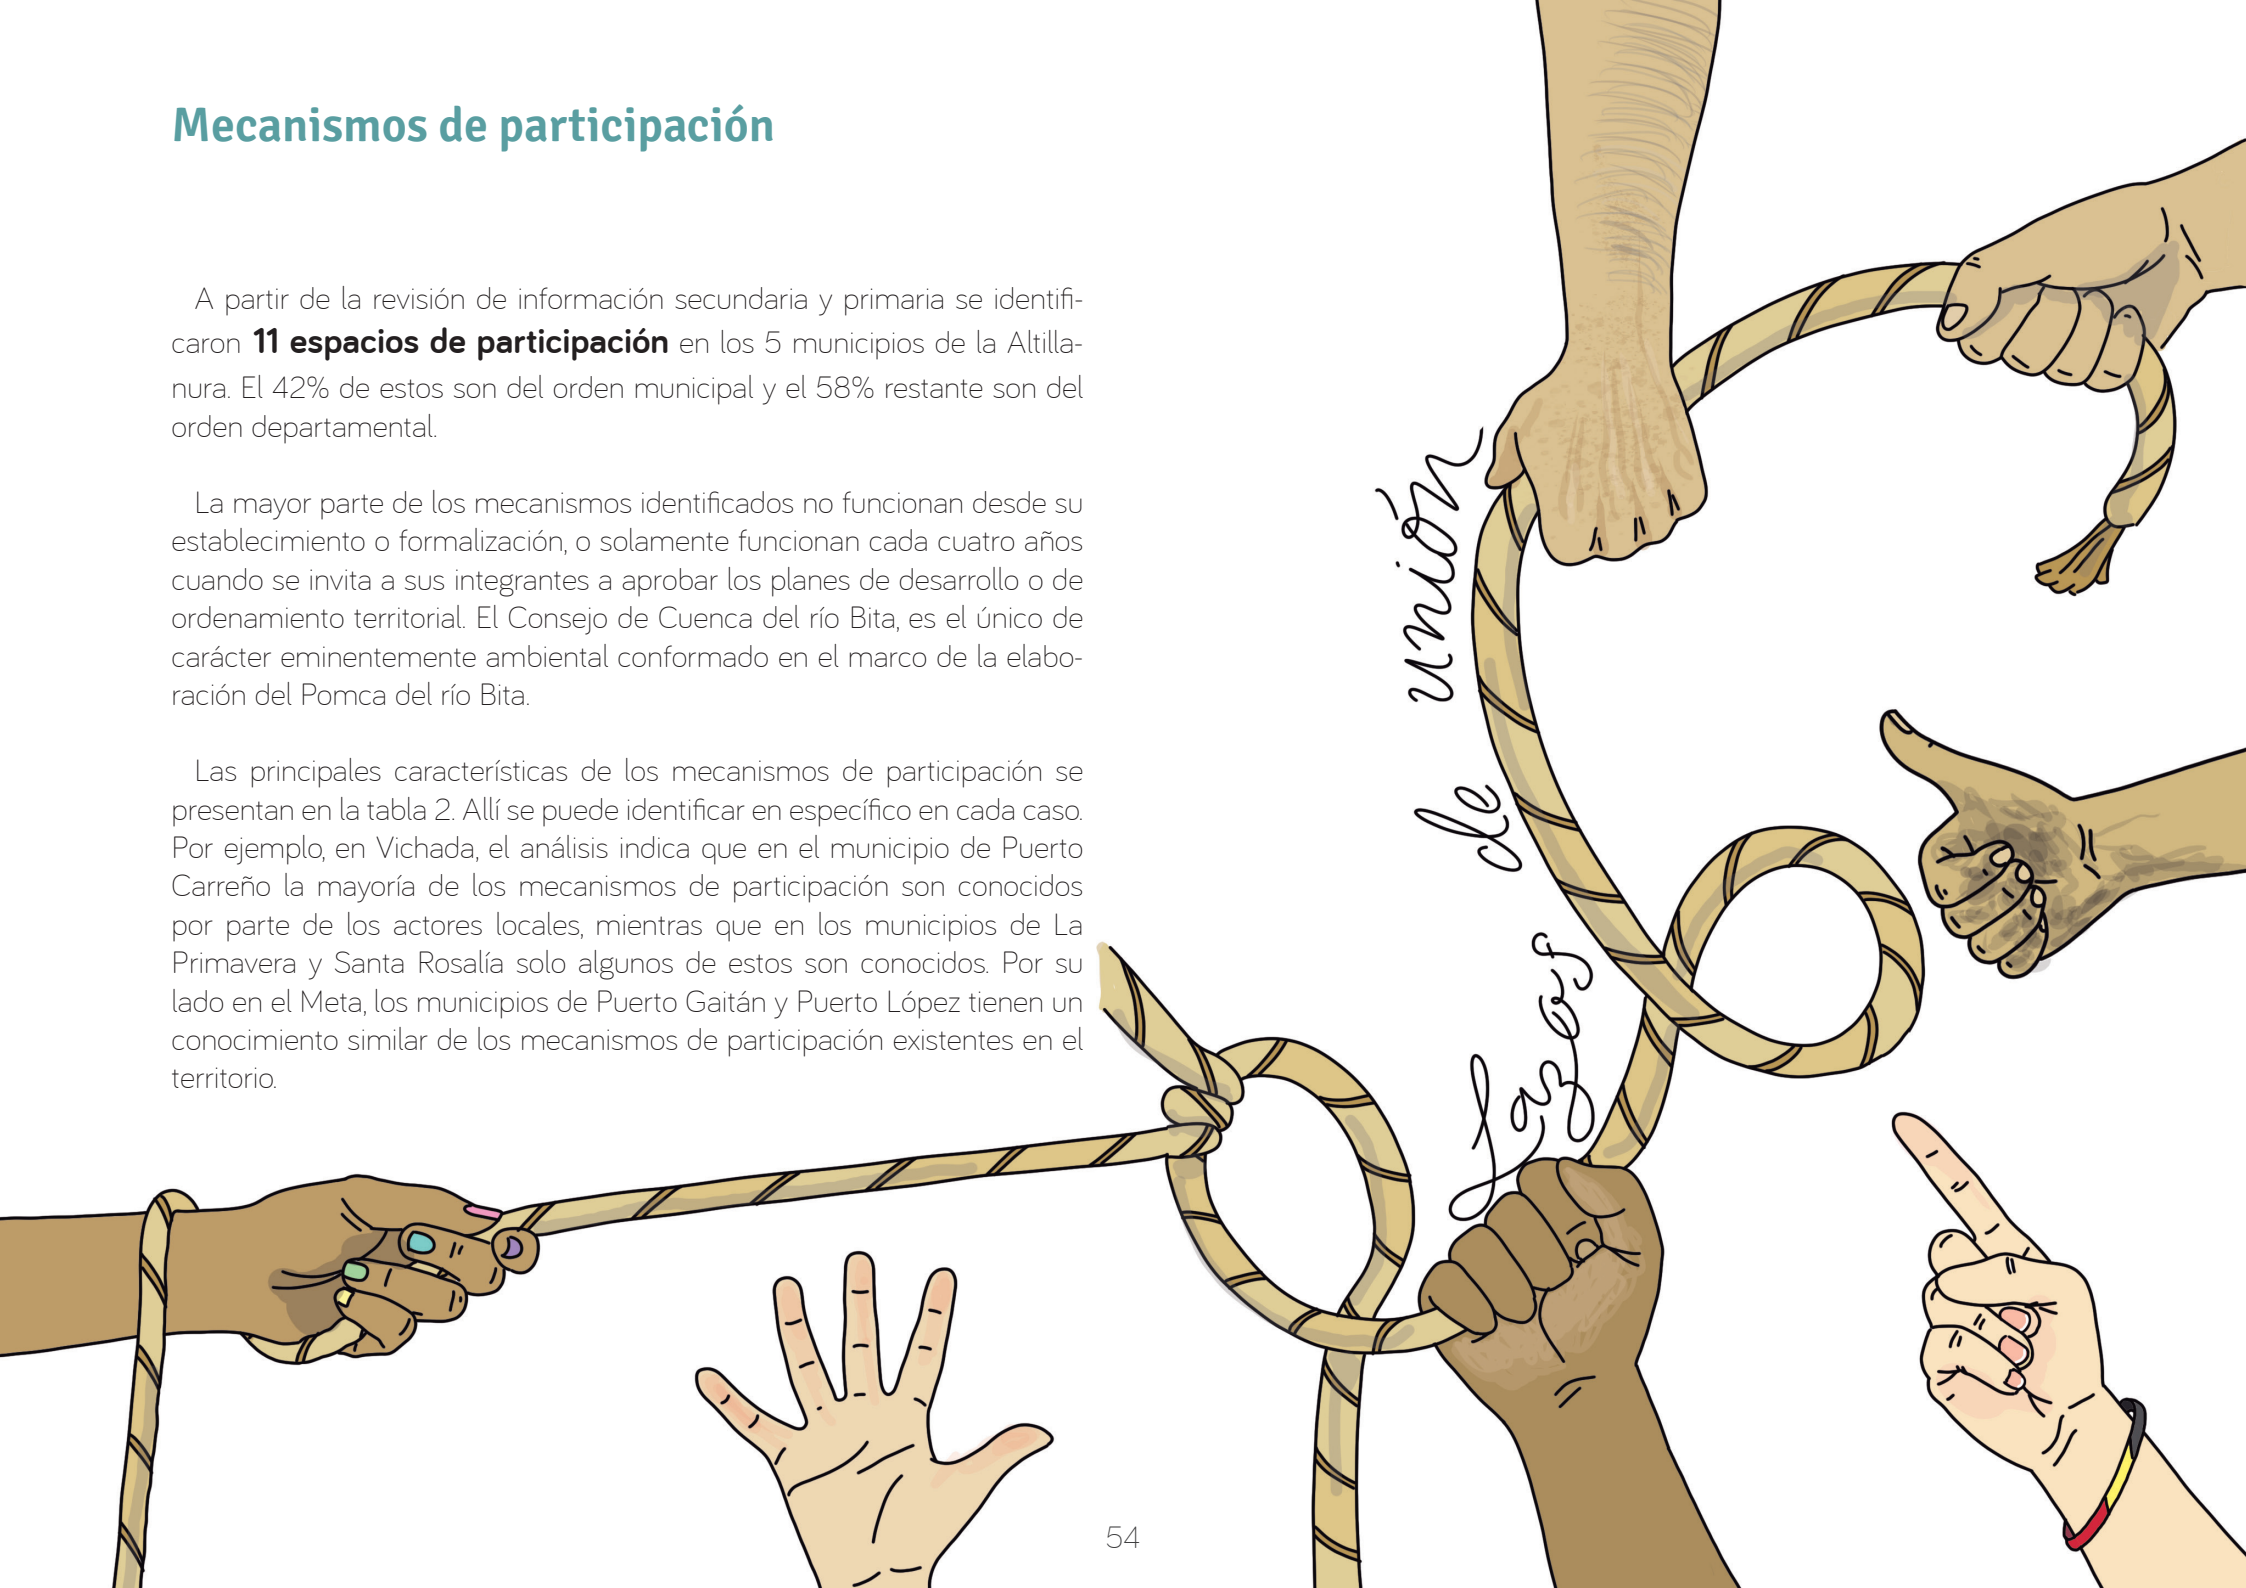 Mecanismos de participación
A partir de la revisión de información secundaria y primaria se identifi-
caron 11 espacios de participación en los 5 municipios de la Altilla-
nura. El 42% de estos son del orden municipal y el 58% restante son del
orden departamental.
La mayor parte de los mecanismos identificados no funcionan desde su
establecimiento o formalización, o solamente funcionan cada cuatro años
cuando se invita a sus integrantes a aprobar los planes de desarrollo o de
ordenamiento territorial. El Consejo de Cuenca del río Bita, es el único de
carácter eminentemente ambiental conformado en el marco de la elabo-
ración del Pomca del río Bita.
Las principales características de los mecanismos de participación se
presentan en la tabla 2. Allí se puede identificar en específico en cada caso.
Por ejemplo, en Vichada, el análisis indica que en el municipio de Puerto
Carreño la mayoría de los mecanismos de participación son conocidos
por parte de los actores locales, mientras que en los municipios de La
Primavera y Santa Rosalía solo algunos de estos son conocidos. Por su
lado en el Meta, los municipios de Puerto Gaitán y Puerto López tienen un
conocimiento similar de los mecanismos de participación existentes en el
territorio.
Lazos de unión
54